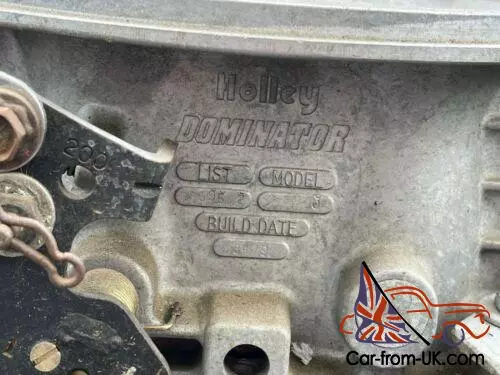 Holley
DOMINATOR
LIST MODEL
BUILD DATE
200
Car-from-UK.com